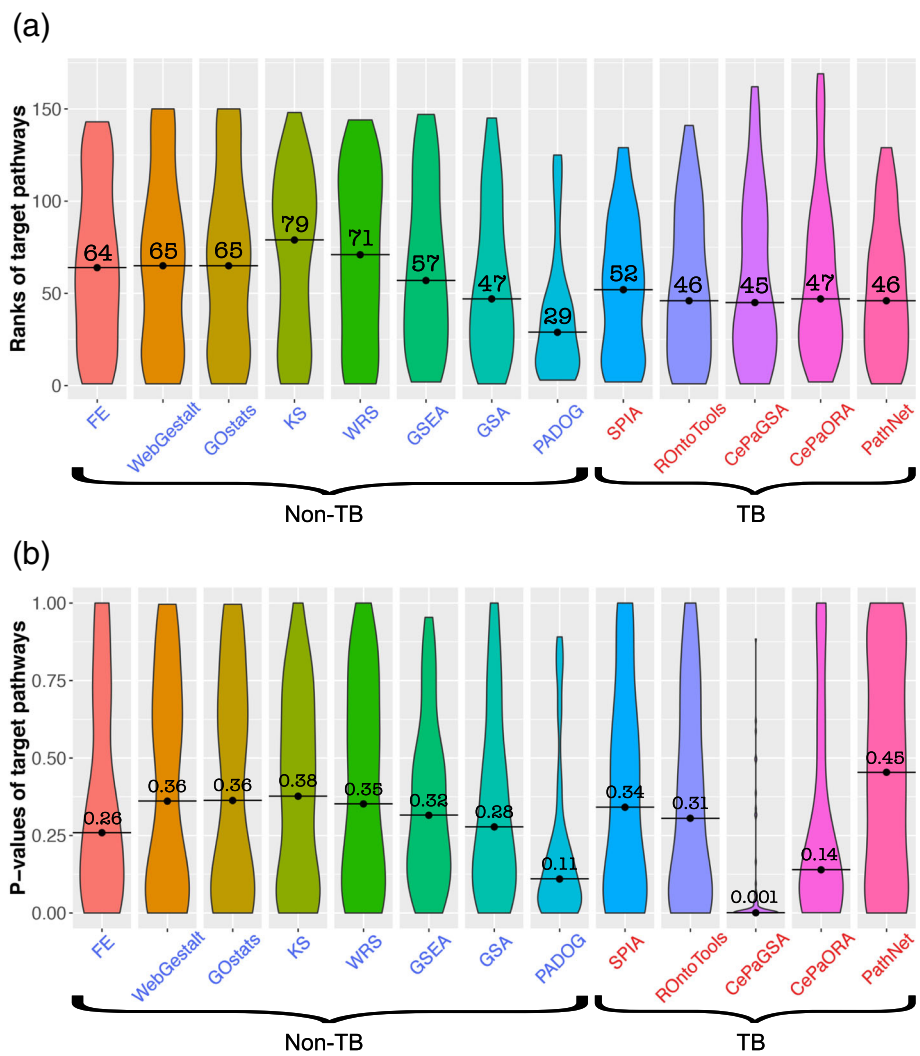 (a)
Ranks of target pathways
150
100
50
0
64
65
65
79
71
57
47
29
52
46
45
47
46
FE
WebGestalt
GOstats
KS
WRS
GSEA
GSA
PADOG
SPIA
ROntoTools
CePaGSA
CePaORA
PathNet
Non-TB
TB
(b)
P-values of target pathways
1.00
0.75
0.50
0.25
0.00
0.26
0.36
0.36
0.38
0.35
0.32
0.28
0.11
0.34
0.31
0.001
0.14
0.45
FE
WebGestalt
GOstats
KS
WRS
GSEA
GSA
PADOG
SPIA
ROntoTools
CePaGSA
CePaORA
PathNet
Non-TB
TB